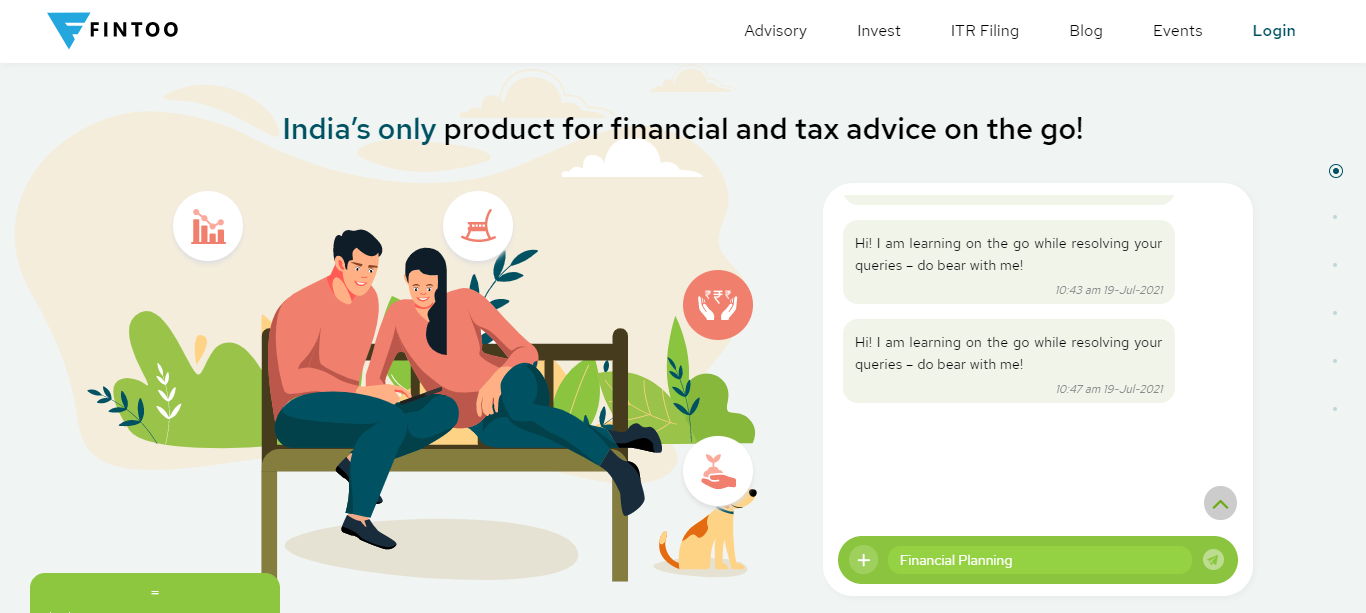 FINTOO
Advisory Invest ITR Filing Blog Events Login
India's only product for financial and tax advice on the go!
Hi! I am learning on the go while resolving your
queries – do bear with me!
10:43 am 19-Jul-2021
Hi! I am learning on the go while resolving your
queries – do bear with me!
10:47 am 19-Jul-2021
Financial Planning